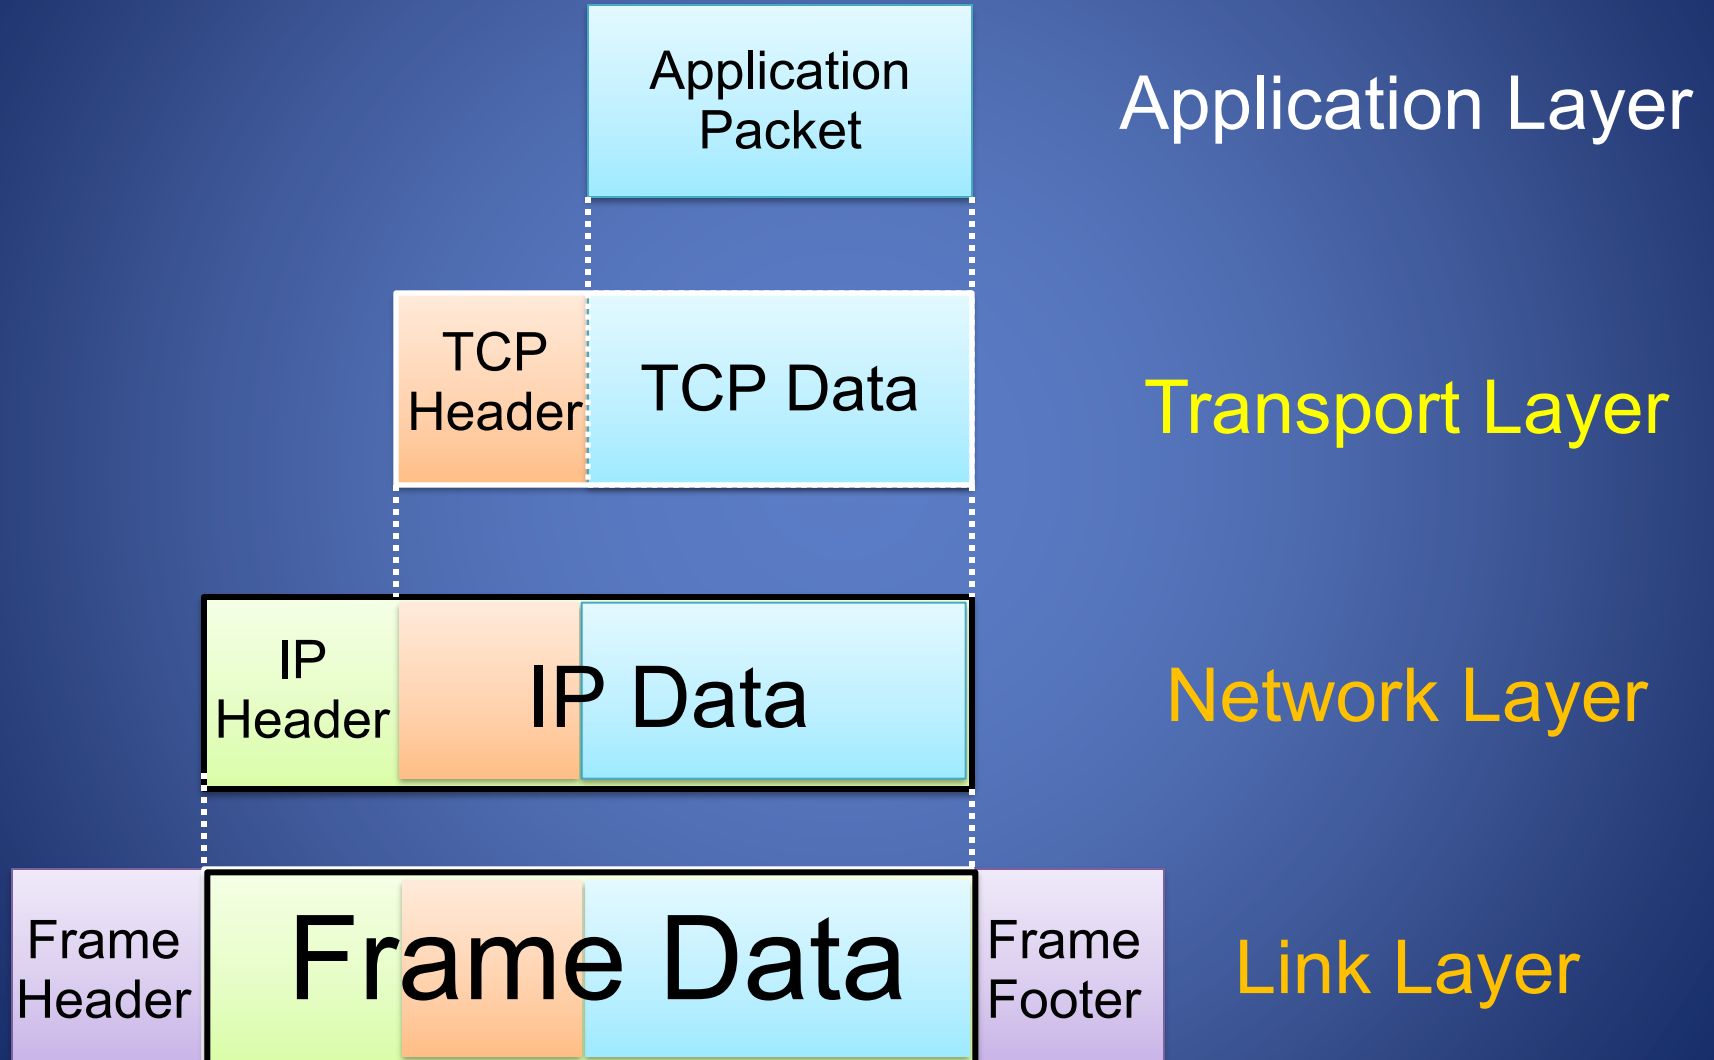 Application
Packet
Application Layer
TCP
Header
TCP Data
Transport Layer
IP
Header
IP Data
Network Layer
Frame
Header
Frame Data
Frame
Footer
Link Layer